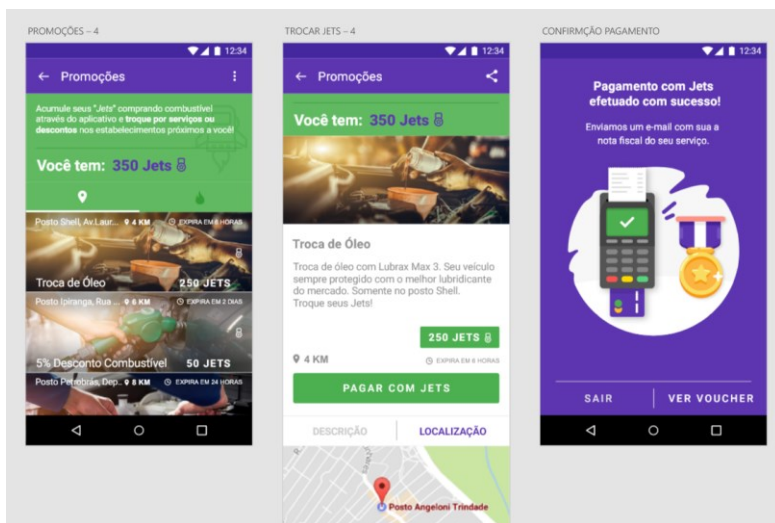 PROMOÇÕES – 4
12:34
Promoções
Acumule seus "Jets" comprando combustível
através do aplicativo e troque por serviços ou
descontos nos estabelecimentos próximos a você!
Você tem: 350 Jets
Posto Shell, Av.Laur... 4 KM EXPIRA EM 6 HORAS
Troca de Óleo 250 JETS
Posto Ipiranga, Rua ... 6 KM EXPIRA EM 2 DIAS
5% Desconto Combustível 50 JETS
Posto Petrobrás, Dep.. 8 KM EXPIRA EM 24 HORAS
TROCAR JETS – 4
12:34
Promoções
Você tem: 350 Jets
Troca de Óleo
Troca de óleo com Lubrax Max 3. Seu veículo
sempre protegido com o melhor lubridicante
do mercado. Somente no posto Shell.
Troque seus Jets!
250 JETS
4 KM EXPIRA EM 6 HORAS
PAGAR COM JETS
DESCRIÇÃO LOCALIZAÇÃO
Posto Angeloni Trindade
CONFIRMÇÃO PAGAMENTO
12:34
Pagamento com Jets
efetuado com sucesso!
Enviamos um e-mail com sua a
nota fiscal do seu serviço.
SAIR VER VOUCHER